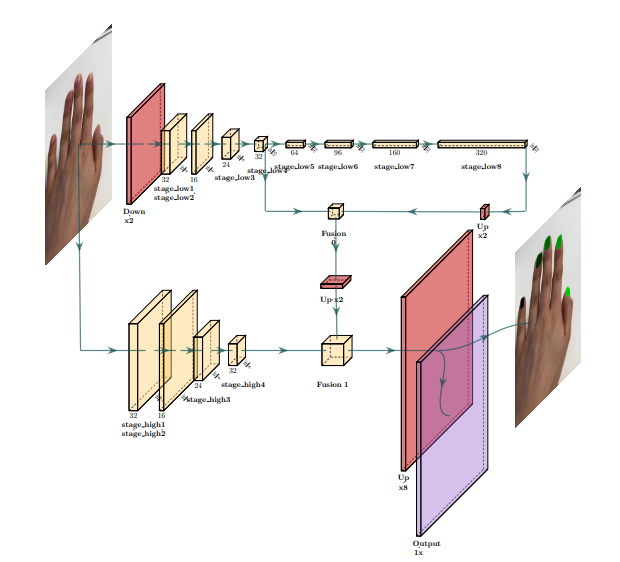 32
16
24
32
64
96
160
320
stage_low1
stage_low2
stage_low3
stage_low4
stage_low5
stage_low6
stage_low7
stage_low8
Down
x2
Fusion
0
Up
x2
Up x2
32
16
24
32
stage_high1
stage_high2
stage_high3
stage_high4
Fusion 1
Up
x8
Output
1x